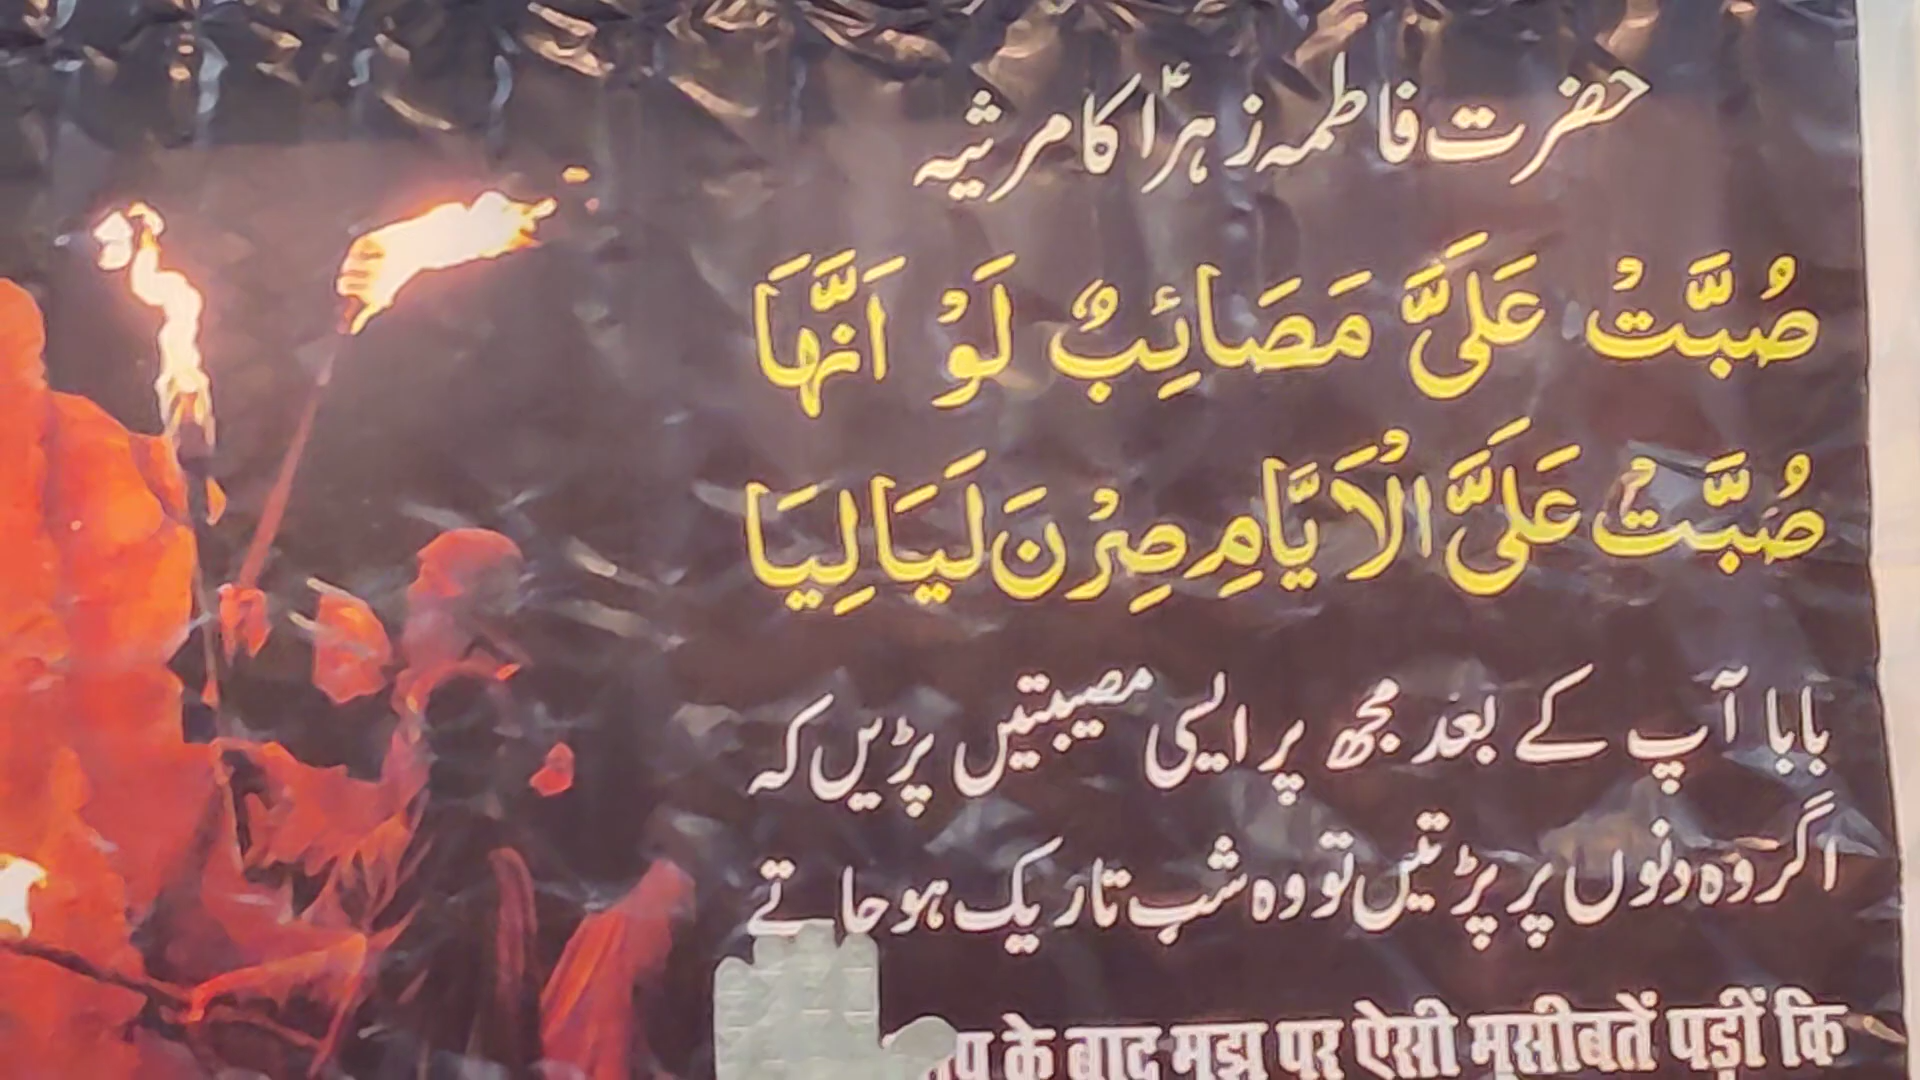 حضرت فاطمہ زہراؑ کا مرثیہ
صُبَّتْ عَلَیَّ مَصَائِبٌ لَوْ اَنَّهَا
صُبَّتْ عَلَیَّ الْاَیَّامِ صِرْنَ لَیَالِیَا
بابا آپ کے بعد مجھ پر ایسی مصیبتیں پڑیں کہ
اگر وہ دنوں پر پڑتیں تو وہ شب تاریک ہو جاتے
के बाद मुझ पर ऐसी मुसीबतें पड़ीं कि